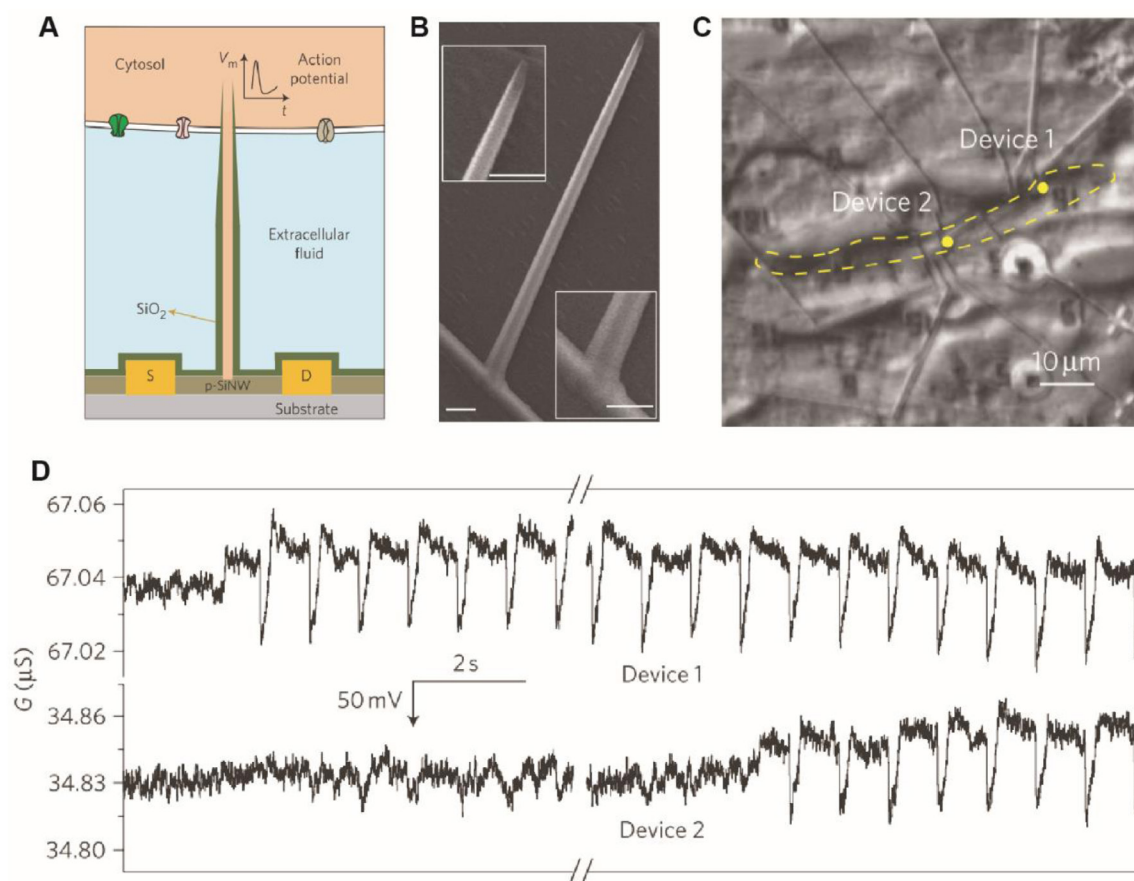 A
Cytosol
Vm
t
Action
potential
Extracellular
fluid
SiO2
S
p-SiNW
D
Substrate
B
C
Device 1
Device 2
10 μm
D
67.06
67.04
67.02
G (μS)
2 s
50 mV
Device 1
34.86
34.83
34.80
Device 2